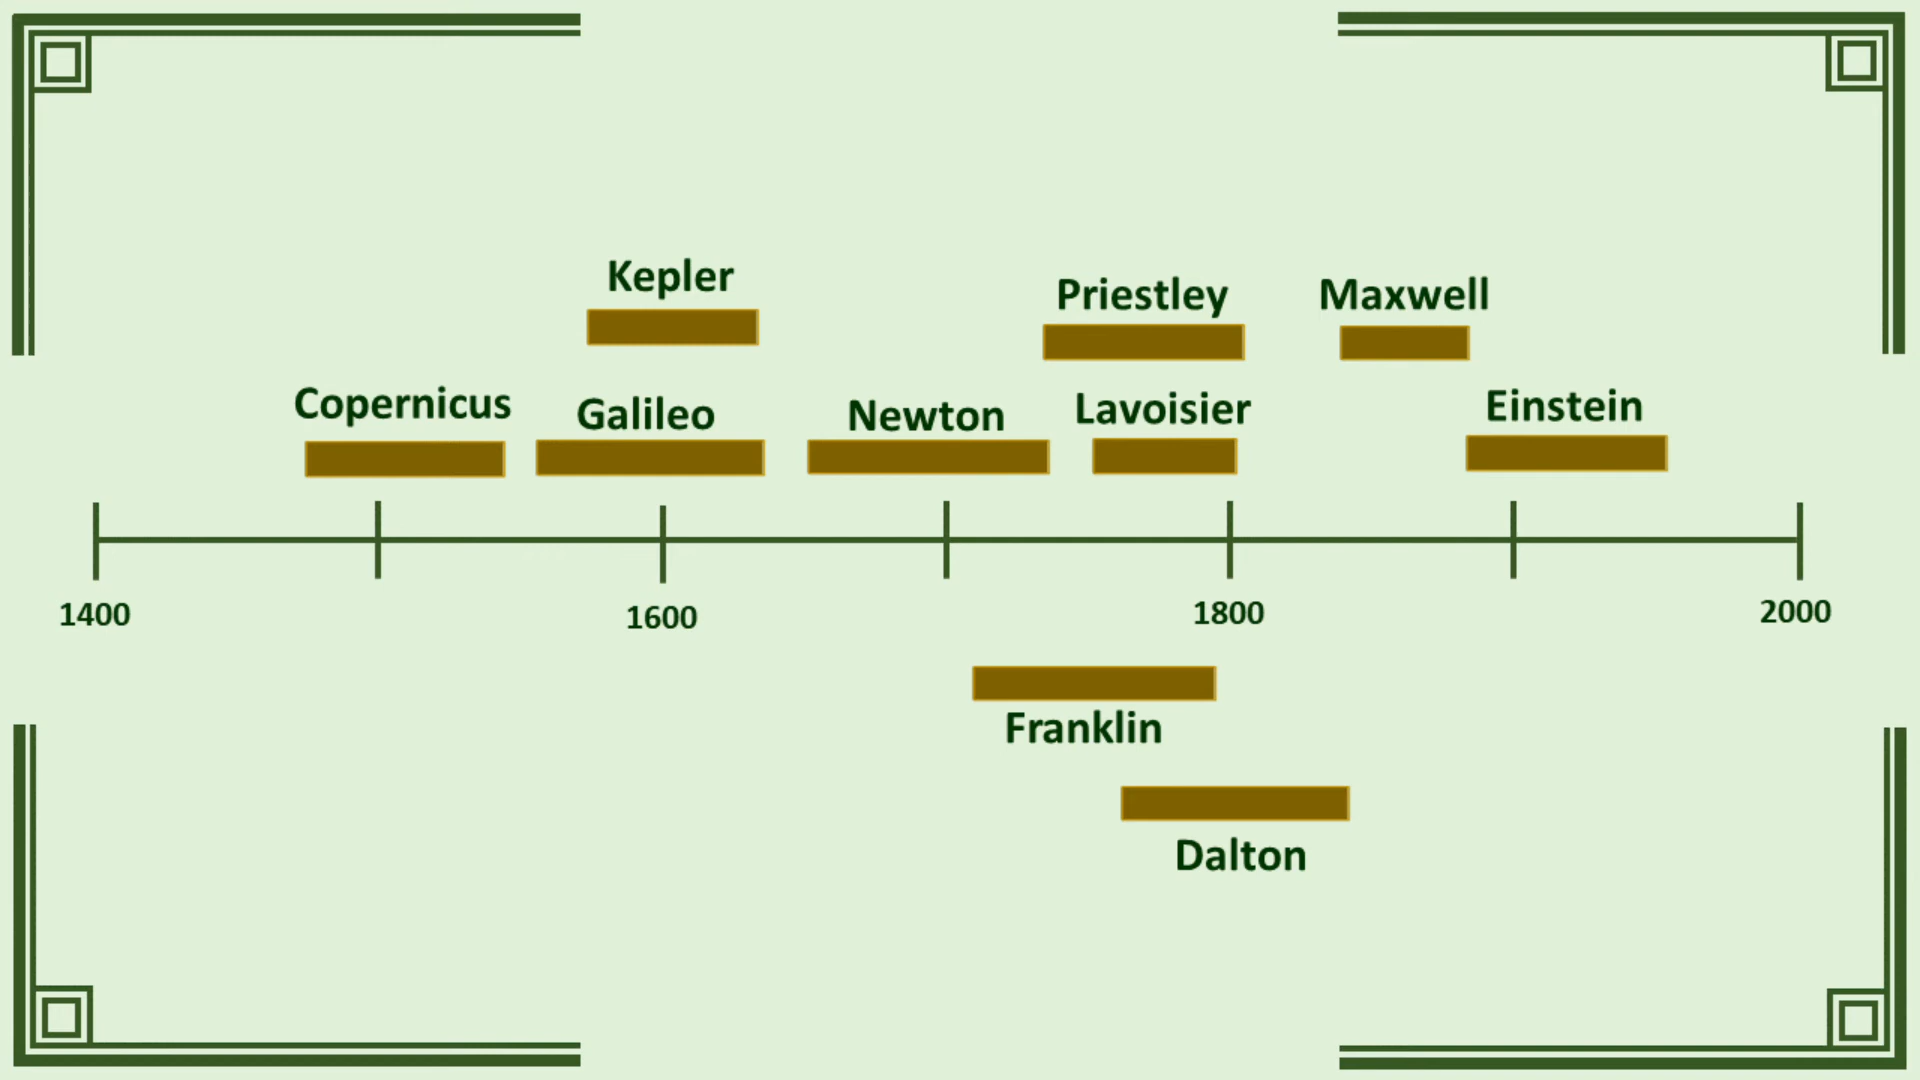 Kepler
Priestley
Maxwell
Copernicus
Galileo
Newton
Lavoisier
Einstein
1400
1600
1800
2000
Franklin
Dalton